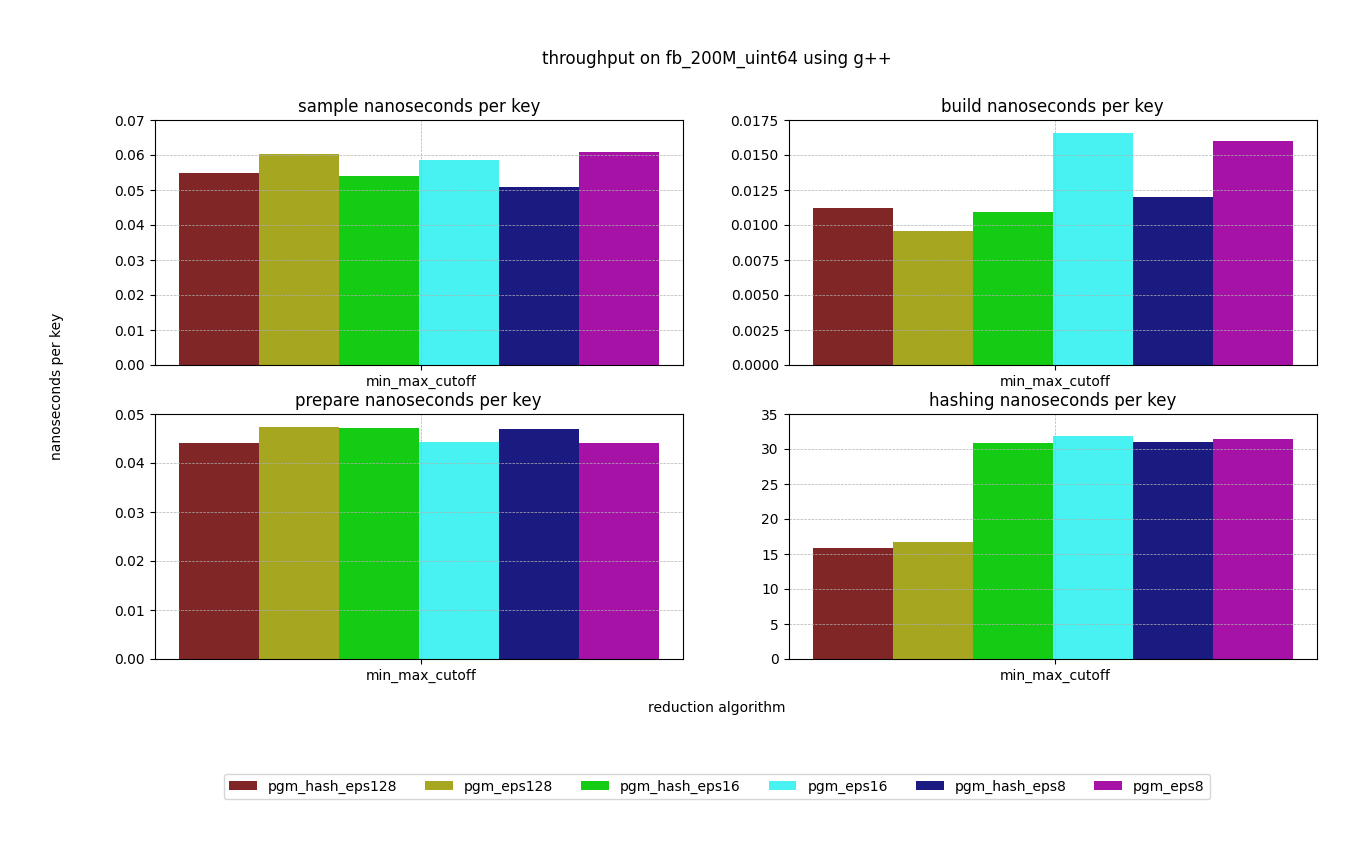 throughput on fb_200M_uint64 using g++
nanoseconds per key
sample nanoseconds per key
0.07
0.06
0.05
0.04
0.03
0.02
0.01
0.00
min_max_cutoff
build nanoseconds per key
0.0175
0.0150
0.0125
0.0100
0.0075
0.0050
0.0025
0.0000
min_max_cutoff
prepare nanoseconds per key
0.05
0.04
0.03
0.02
0.01
0.00
min_max_cutoff
hashing nanoseconds per key
35
30
25
20
15
10
5
0
min_max_cutoff
reduction algorithm
pgm_hash_eps128 pgm_eps128 pgm_hash_eps16 pgm_eps16 pgm_hash_eps8 pgm_eps8